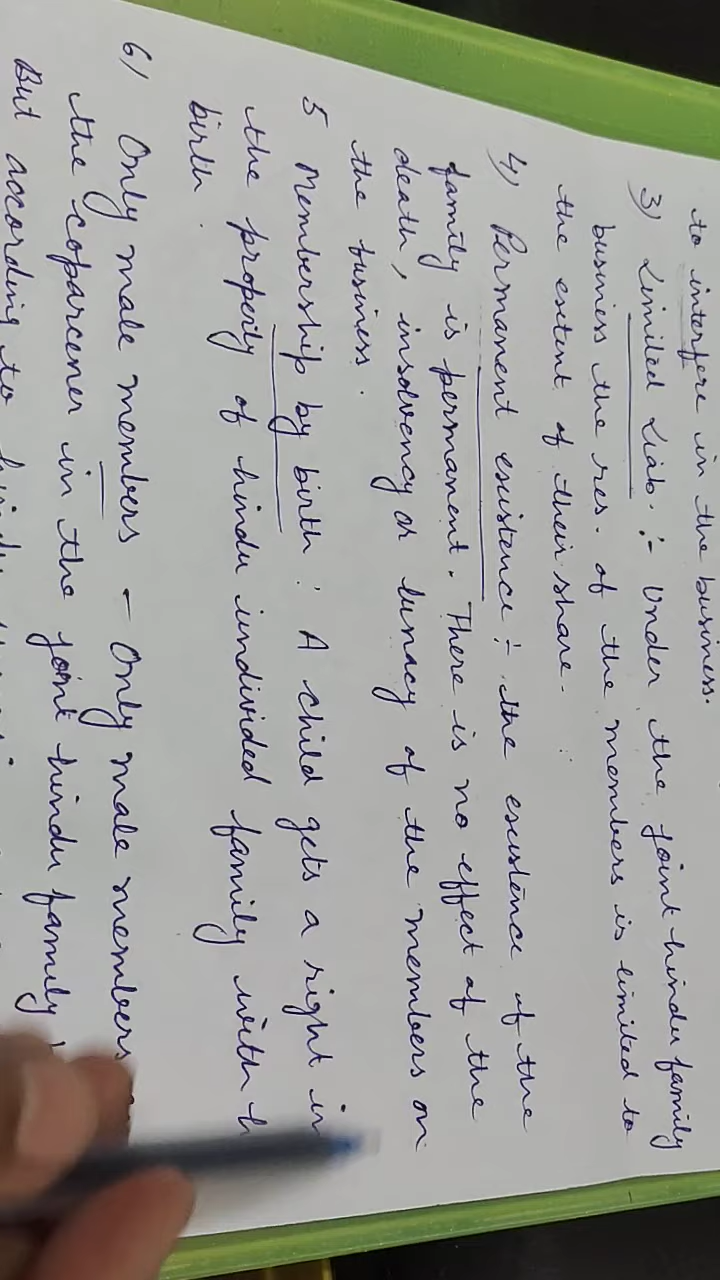 to interfere in the business.
3) Limited Liab. :- Under the joint hindu family
business the res. of the members is limited to
the extent of their share.
4) Permanent existence :- the existence of the
family is permanent. There is no effect of the
death, insolvency or lunacy of the members on
the business.
5 Membership by birth : A child gets a right in
the property of hindu undivided family with
birth.
6) Only male members - Only male members
the coparcener in the joint hindu family
But according to hindu